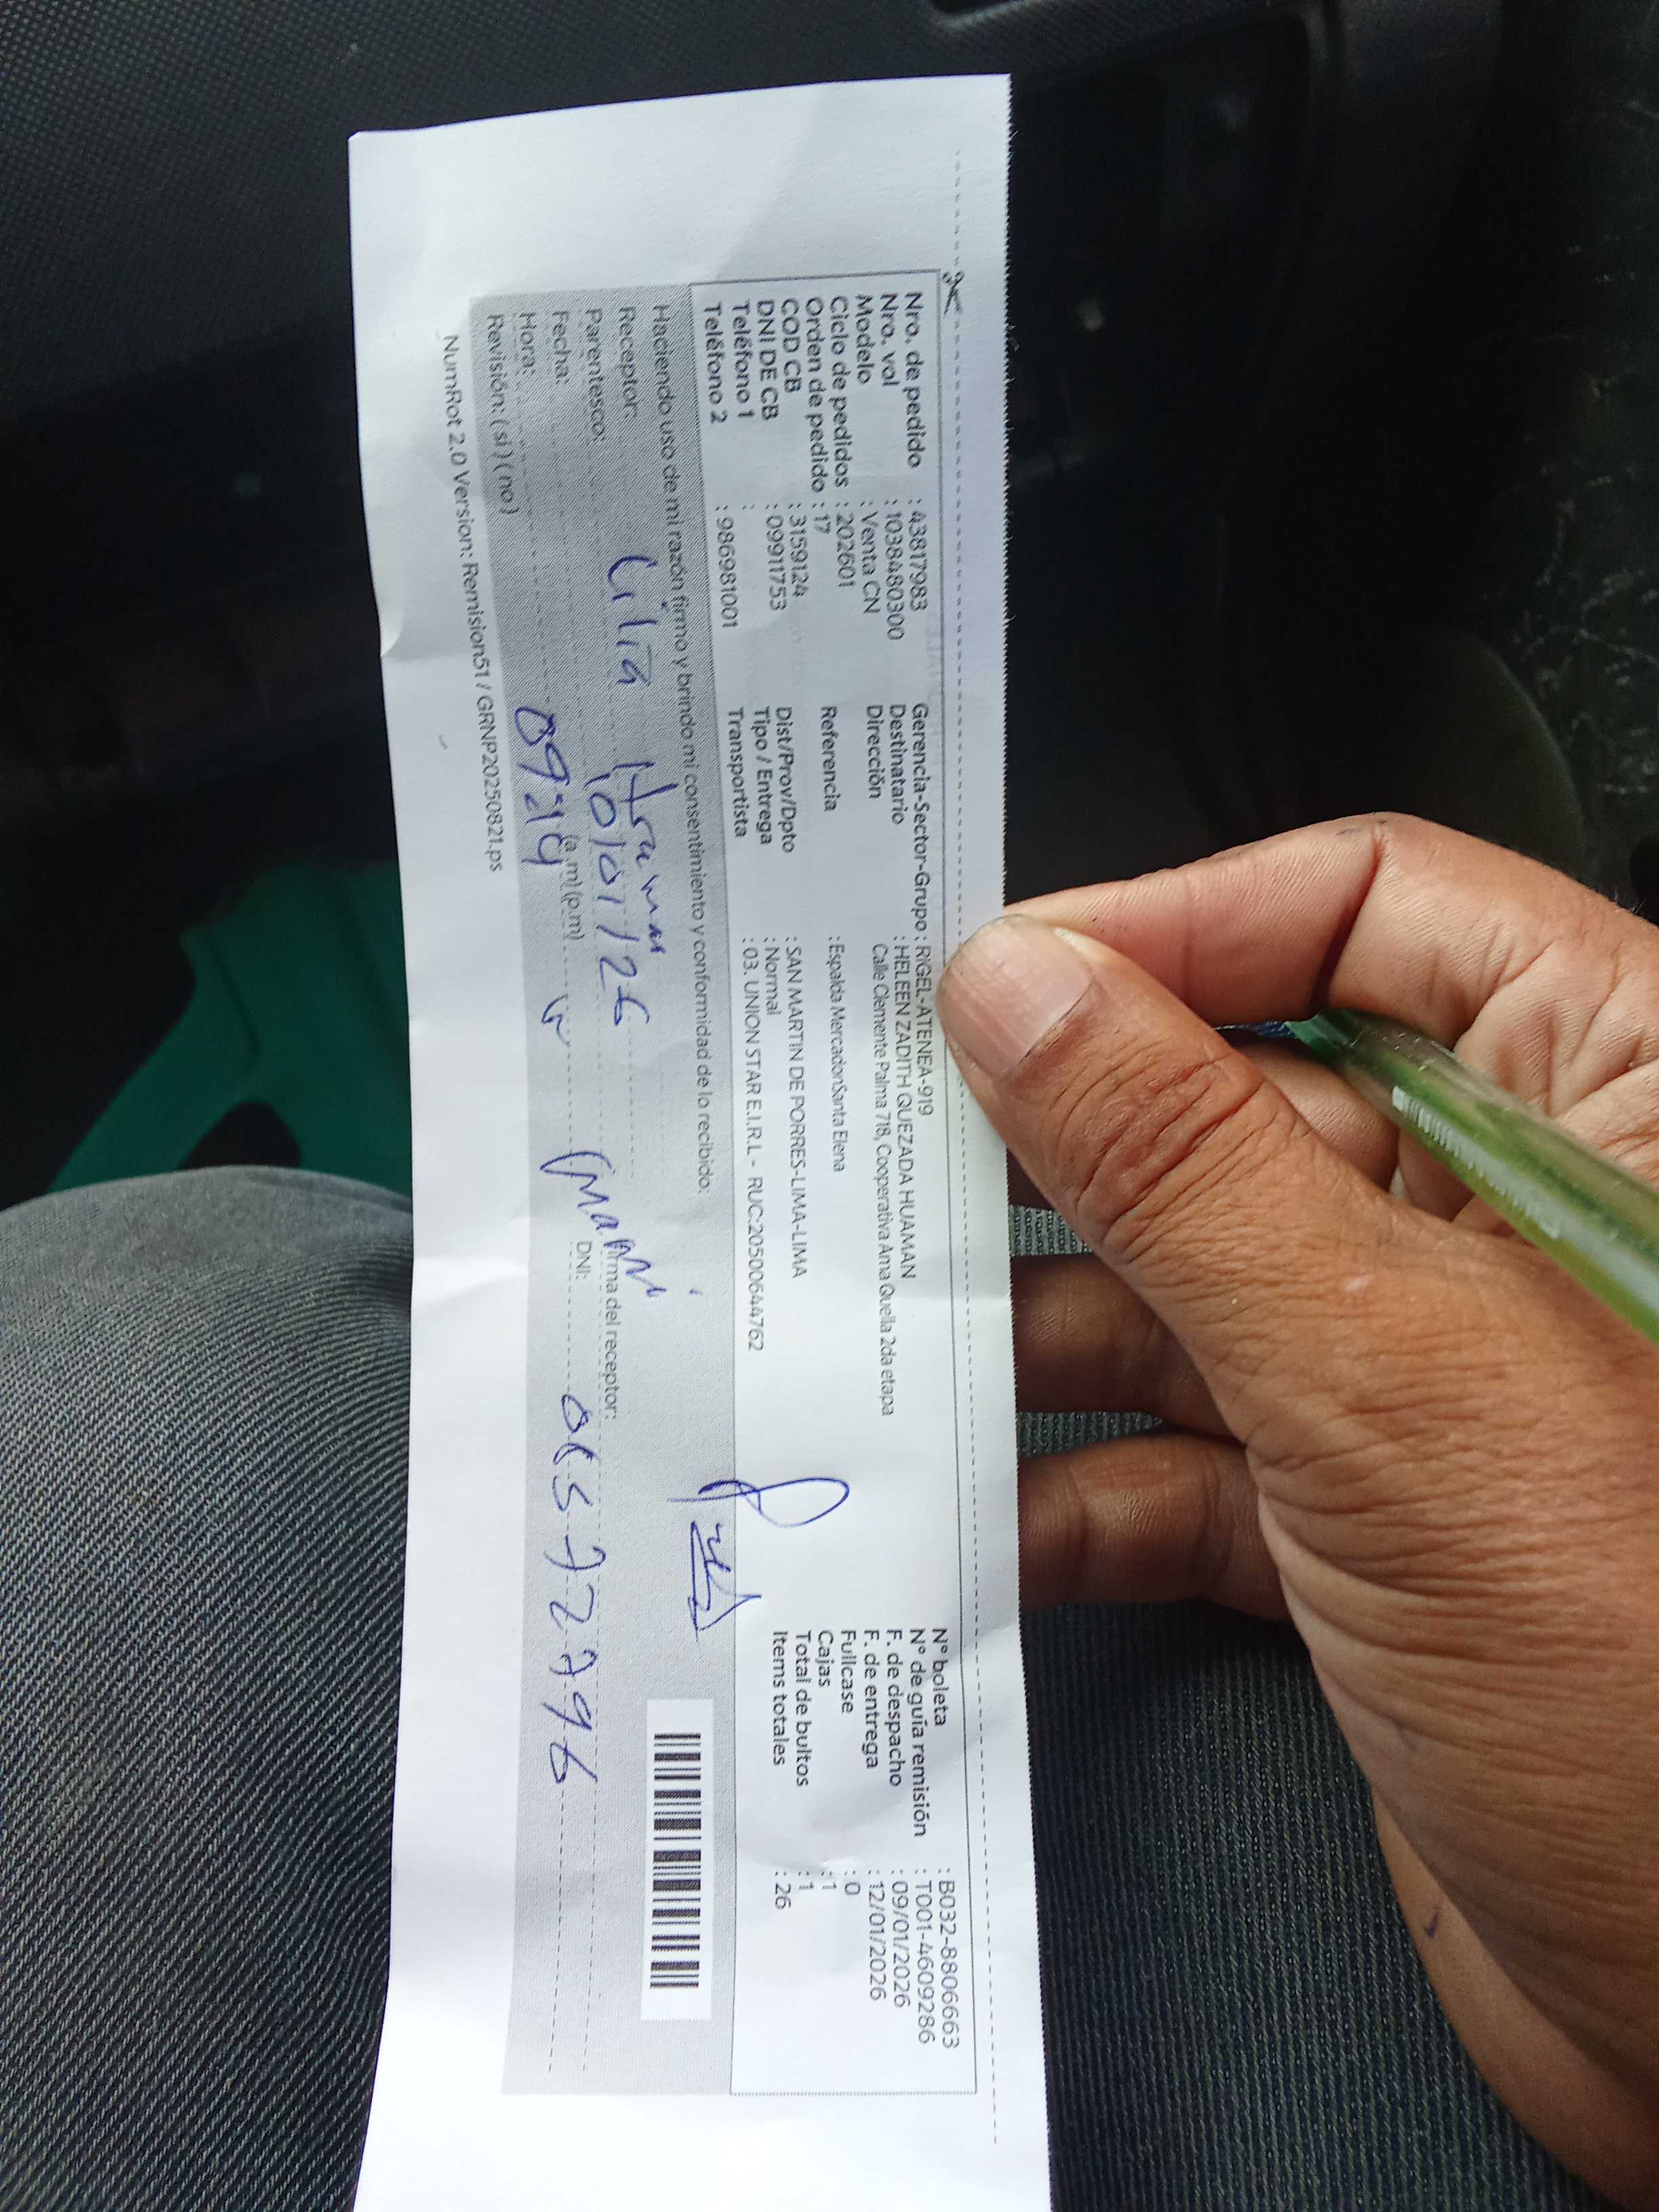 Nro. de pedido : 43817983
Nro. vol : 1038480300
Modelo : Venta CN
Ciclo de pedidos : 202601
Orden de pedido : 17
COD CB : 3159124
DNI DE CB : 09911753
Teléfono 1 :
Teléfono 2 : 986981001
Gerencia-Sector-Grupo : RIGEL-ATENEA-919
Destinatario : HELEEN ZADITH QUEZADA HUAMAN
Dirección Calle Clemente Palma 718, Cooperativa Ama Quella 2da etapa
Referencia : Espalda MercadonSanta Elena
Dist/Prov/Dpto : SAN MARTIN DE PORRES-LIMA-LIMA
Tipo / Entrega : Normal
Transportista : 03. UNION STAR E.I.R.L - RUC:20500644762
N° boleta : B032-8806663
N° de guía remisión : T001-4609286
F. de despacho : 09/01/2026
F. de entrega : 12/01/2026
Fullcase : 0
Cajas : 1
Total de bultos : 1
Items totales : 26
Haciendo uso de mi razón firmo y brindo mi consentimiento y conformidad de lo recibido:
Receptor: Lilia
Parentesco: Firma del receptor:
Fecha: 10/01/26 DNI: 06572796
Hora: (a.m) (p.m)
Revisión: ( si ) ( no )
NumRot 2.0 Version: Remision51 / GRNP20250821.ps